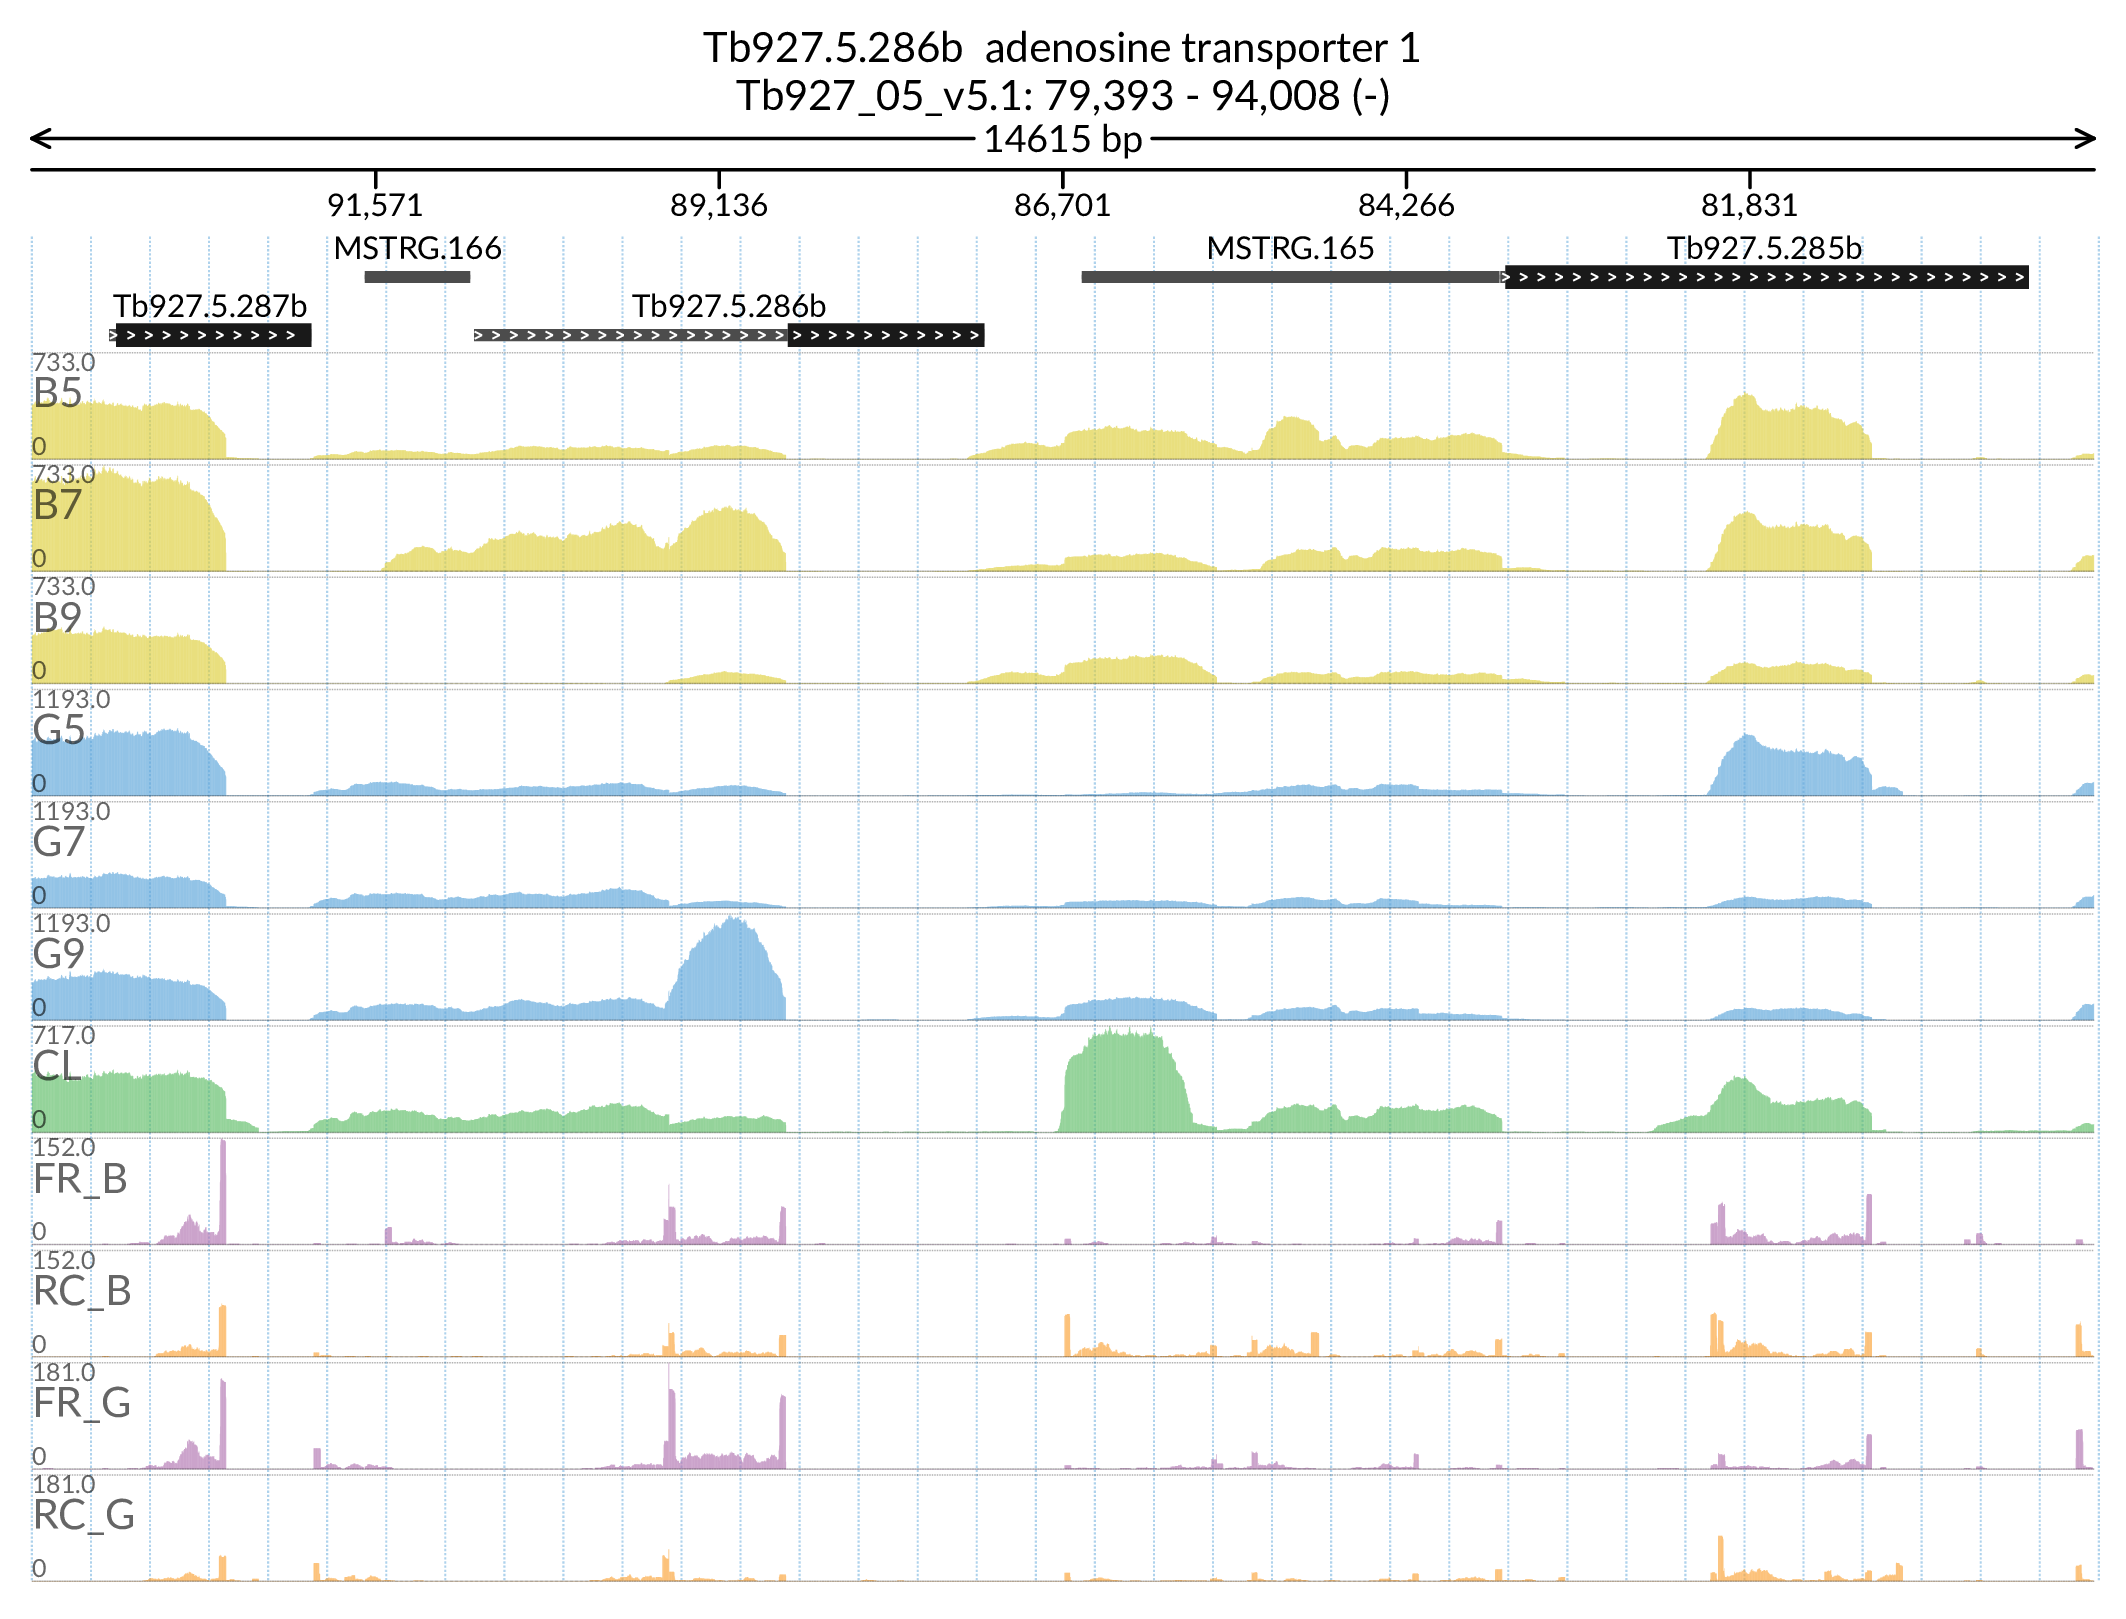 Tb927.5.286b  adenosine transporter 1
Tb927_05_v5.1: 79,393 - 94,008 (-)
14615 bp
91,571 89,136 86,701 84,266 81,831
MSTRG.166 MSTRG.165 Tb927.5.285b
Tb927.5.287b Tb927.5.286b
733.0
B5
0
733.0
B7
0
733.0
B9
0
1193.0
G5
0
1193.0
G7
0
1193.0
G9
0
717.0
CL
0
152.0
FR_B
0
152.0
RC_B
0
181.0
FR_G
0
181.0
RC_G
0